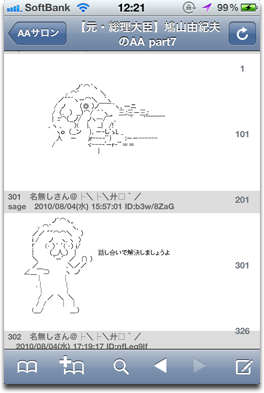 SoftBank 12:21 99%
AAサロン
【元・総理大臣】鳩山由紀夫
のAA part7
1
101
201
301 名無しさん@├＼├＼廾□゛／
sage 2010/08/04(水) 15:57:01 ID:b3w/8ZaG
話し合いで解決しましょうよ
301
326
302 名無しさん@├＼├＼廾□゛／
2010/08/04(水) 17:19:17 ID:nfLeg9If